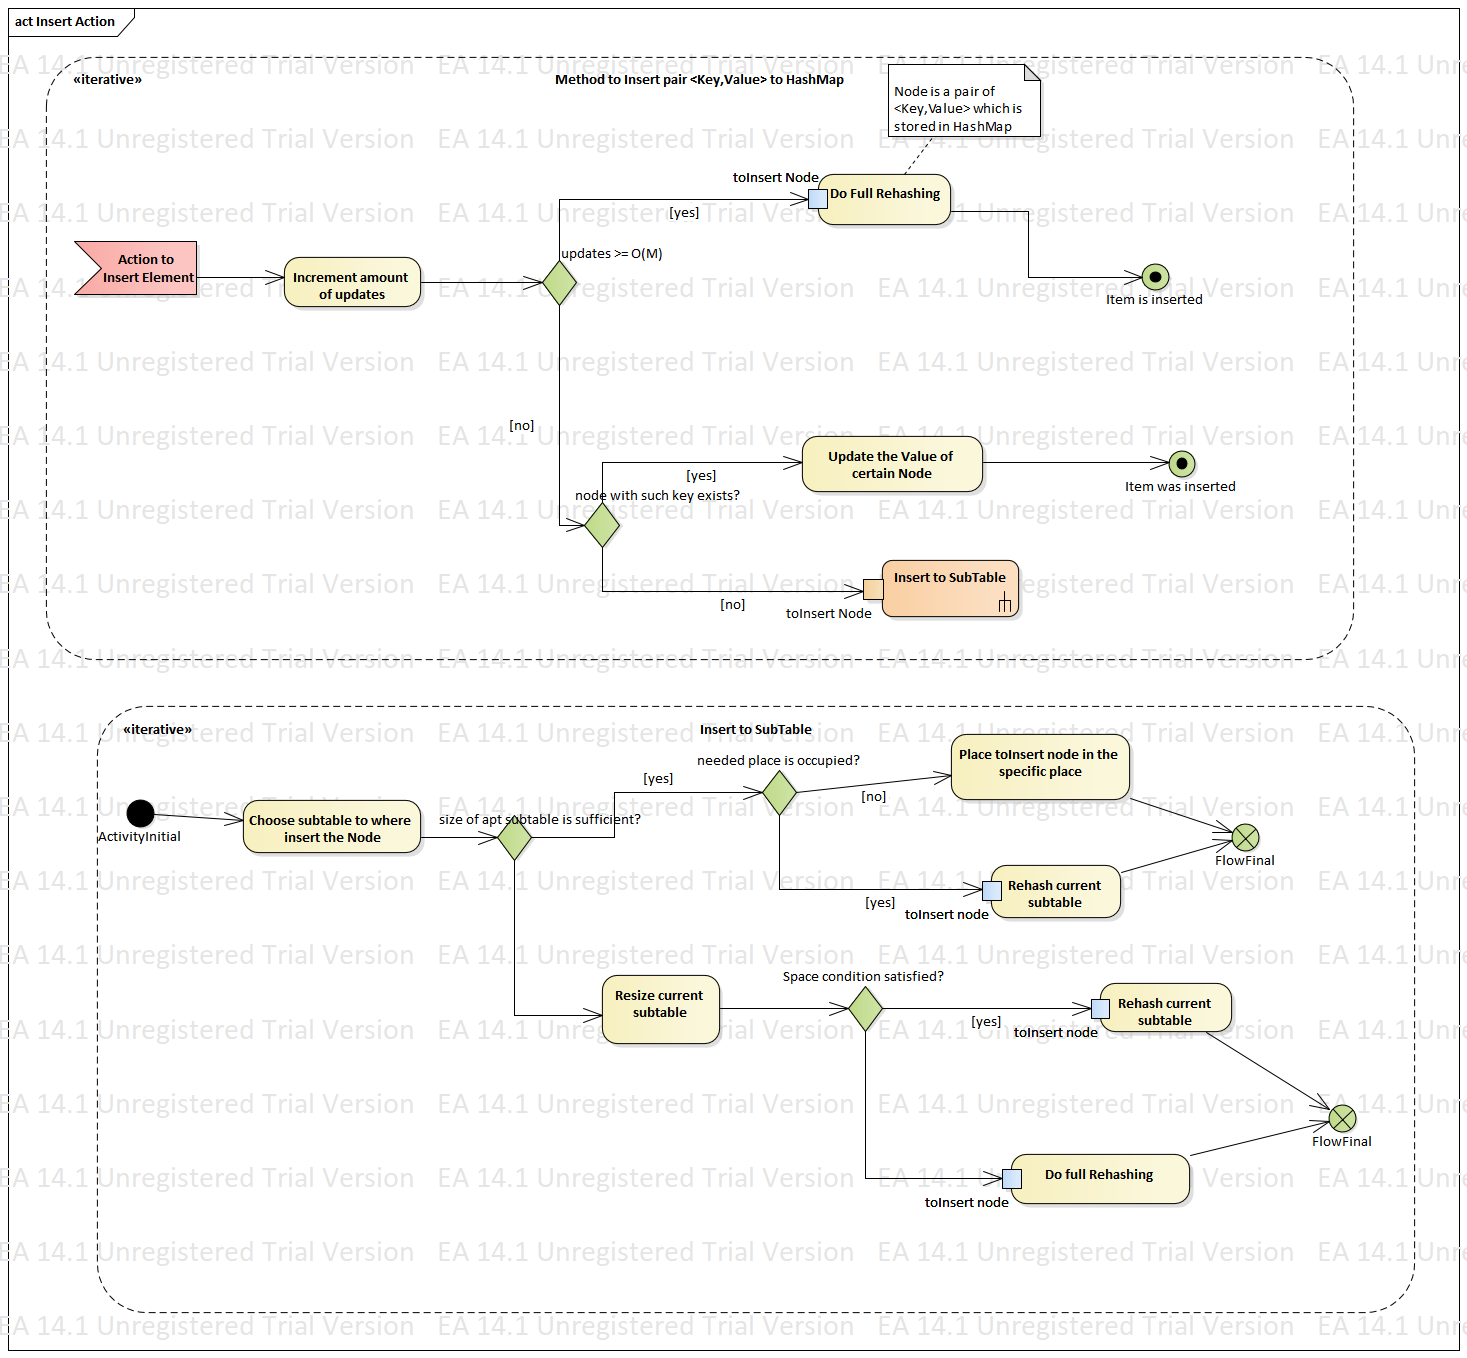 act Insert Action
«iterative»
Method to Insert pair <Key,Value> to HashMap
Node is a pair of
<Key,Value> which is
stored in HashMap
toInsert Node
Do Full Rehashing
[yes]
updates >= O(M)
Action to
Insert Element
Increment amount
of updates
Item is inserted
[no]
Update the Value of
certain Node
[yes]
Item was inserted
node with such key exists?
Insert to SubTable
[no]
toInsert Node
«iterative»
Insert to SubTable
needed place is occupied?
Place toInsert node in the
specific place
[yes]
[no]
Choose subtable to where
insert the Node
size of apt subtable is sufficient?
ActivityInitial
FlowFinal
Rehash current
subtable
[yes]
toInsert node
Space condition satisfied?
Resize current
subtable
Rehash current
subtable
[yes]
toInsert node
FlowFinal
Do full Rehashing
toInsert node
EA 14.1 Unregistered Trial Version